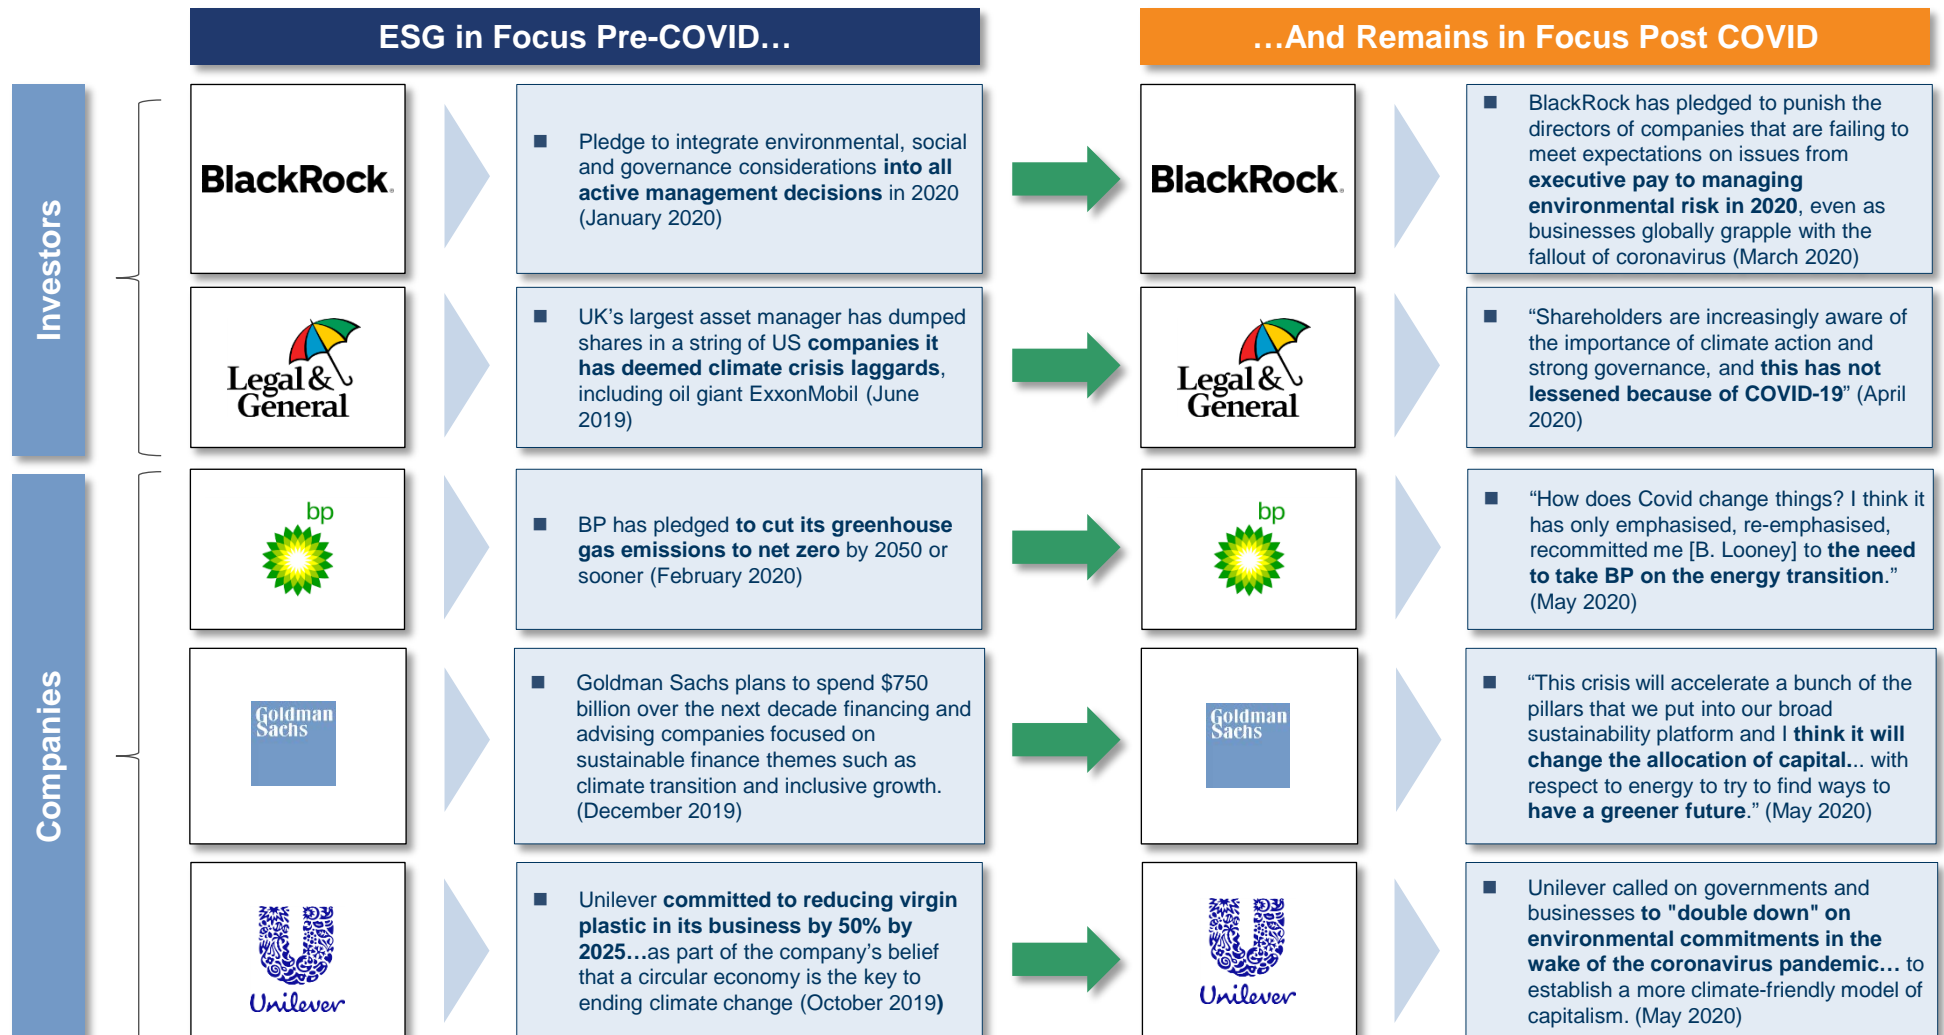 ESG in Focus Pre-COVID…
…And Remains in Focus Post COVID
Investors
BlackRock.
■ Pledge to integrate environmental, social
and governance considerations into all
active management decisions in 2020
(January 2020)
BlackRock.
■ BlackRock has pledged to punish the
directors of companies that are failing to
meet expectations on issues from
executive pay to managing
environmental risk in 2020, even as
businesses globally grapple with the
fallout of coronavirus (March 2020)
Legal &
General
■ UK’s largest asset manager has dumped
shares in a string of US companies it
has deemed climate crisis laggards,
including oil giant ExxonMobil (June
2019)
Legal &
General
■ “Shareholders are increasingly aware of
the importance of climate action and
strong governance, and this has not
lessened because of COVID-19” (April
2020)
Companies
bp
■ BP has pledged to cut its greenhouse
gas emissions to net zero by 2050 or
sooner (February 2020)
bp
■ “How does Covid change things? I think it
has only emphasised, re-emphasised,
recommitted me [B. Looney] to the need
to take BP on the energy transition.”
(May 2020)
Goldman
Sachs
■ Goldman Sachs plans to spend $750
billion over the next decade financing and
advising companies focused on
sustainable finance themes such as
climate transition and inclusive growth.
(December 2019)
Goldman
Sachs
■ “This crisis will accelerate a bunch of the
pillars that we put into our broad
sustainability platform and I think it will
change the allocation of capital... with
respect to energy to try to find ways to
have a greener future.” (May 2020)
Unilever
■ Unilever committed to reducing virgin
plastic in its business by 50% by
2025…as part of the company’s belief
that a circular economy is the key to
ending climate change (October 2019)
Unilever
■ Unilever called on governments and
businesses to "double down" on
environmental commitments in the
wake of the coronavirus pandemic… to
establish a more climate-friendly model of
capitalism. (May 2020)